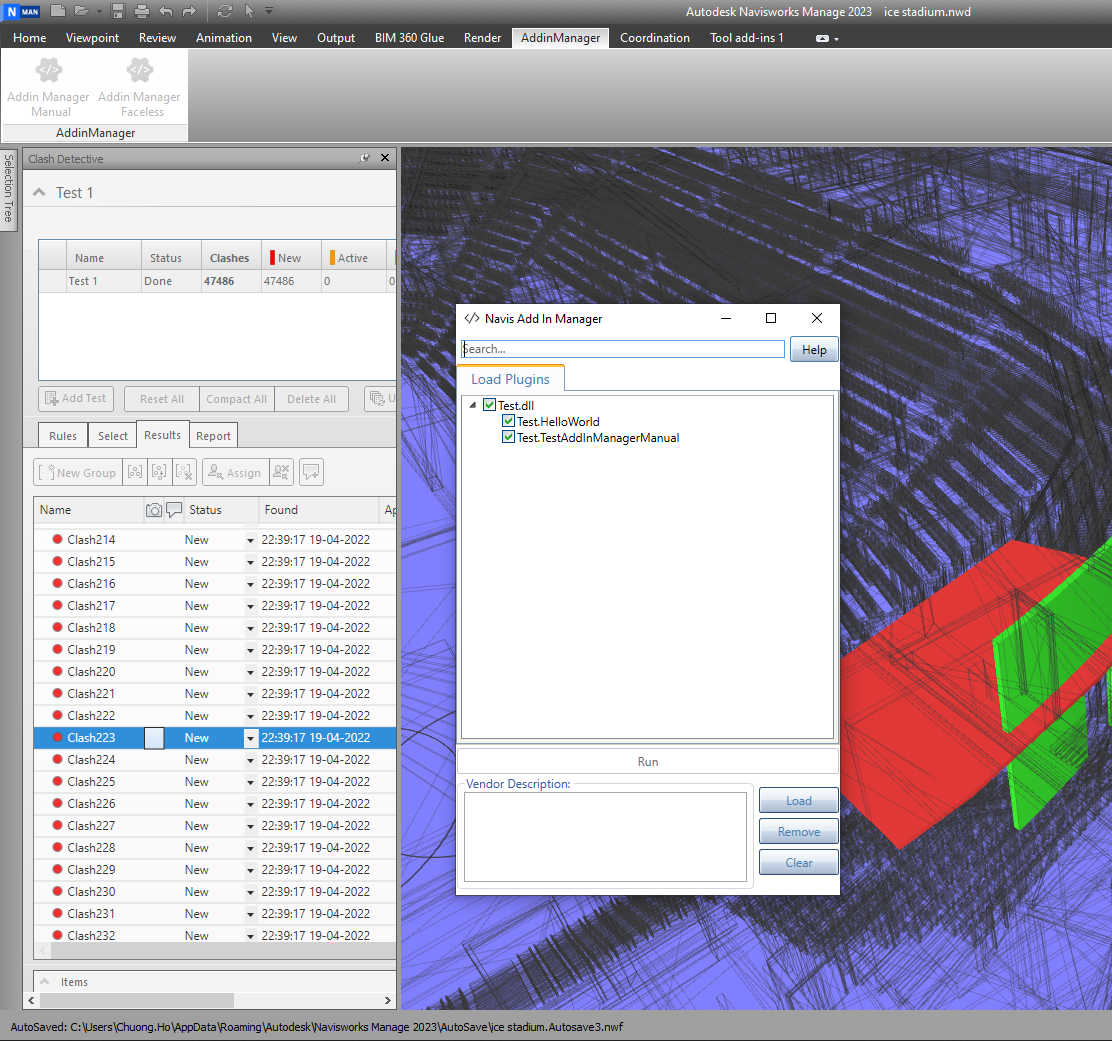 N MAN
Autodesk Navisworks Manage 2023 ice stadium.nwd
Home Viewpoint Review Animation View Output BIM 360 Glue Render AddinManager Coordination Tool add-ins 1
Addin Manager Manual
Addin Manager Faceless
AddinManager
Selection Tree
Clash Detective
Test 1
Name Status Clashes New Active
Test 1 Done 47486 47486 0 0
Add Test Reset All Compact All Delete All U
Rules Select Results Report
New Group Assign
Name Status Found Ap
Clash214 New 22:39:17 19-04-2022
Clash215 New 22:39:17 19-04-2022
Clash216 New 22:39:17 19-04-2022
Clash217 New 22:39:17 19-04-2022
Clash218 New 22:39:17 19-04-2022
Clash219 New 22:39:17 19-04-2022
Clash220 New 22:39:17 19-04-2022
Clash221 New 22:39:17 19-04-2022
Clash222 New 22:39:17 19-04-2022
Clash223 New 22:39:17 19-04-2022
Clash224 New 22:39:17 19-04-2022
Clash225 New 22:39:17 19-04-2022
Clash226 New 22:39:17 19-04-2022
Clash227 New 22:39:17 19-04-2022
Clash228 New 22:39:17 19-04-2022
Clash229 New 22:39:17 19-04-2022
Clash230 New 22:39:17 19-04-2022
Clash231 New 22:39:17 19-04-2022
Clash232 New 22:39:17 19-04-2022
Items
</> Navis Add In Manager
Search...
Help
Load Plugins
Test.dll
Test.HelloWorld
Test.TestAddInManagerManual
Run
Vendor Description:
Load
Remove
Clear
AutoSaved: C:\Users\Chuong.Ho\AppData\Roaming\Autodesk\Navisworks Manage 2023\AutoSave\ice stadium.Autosave3.nwf